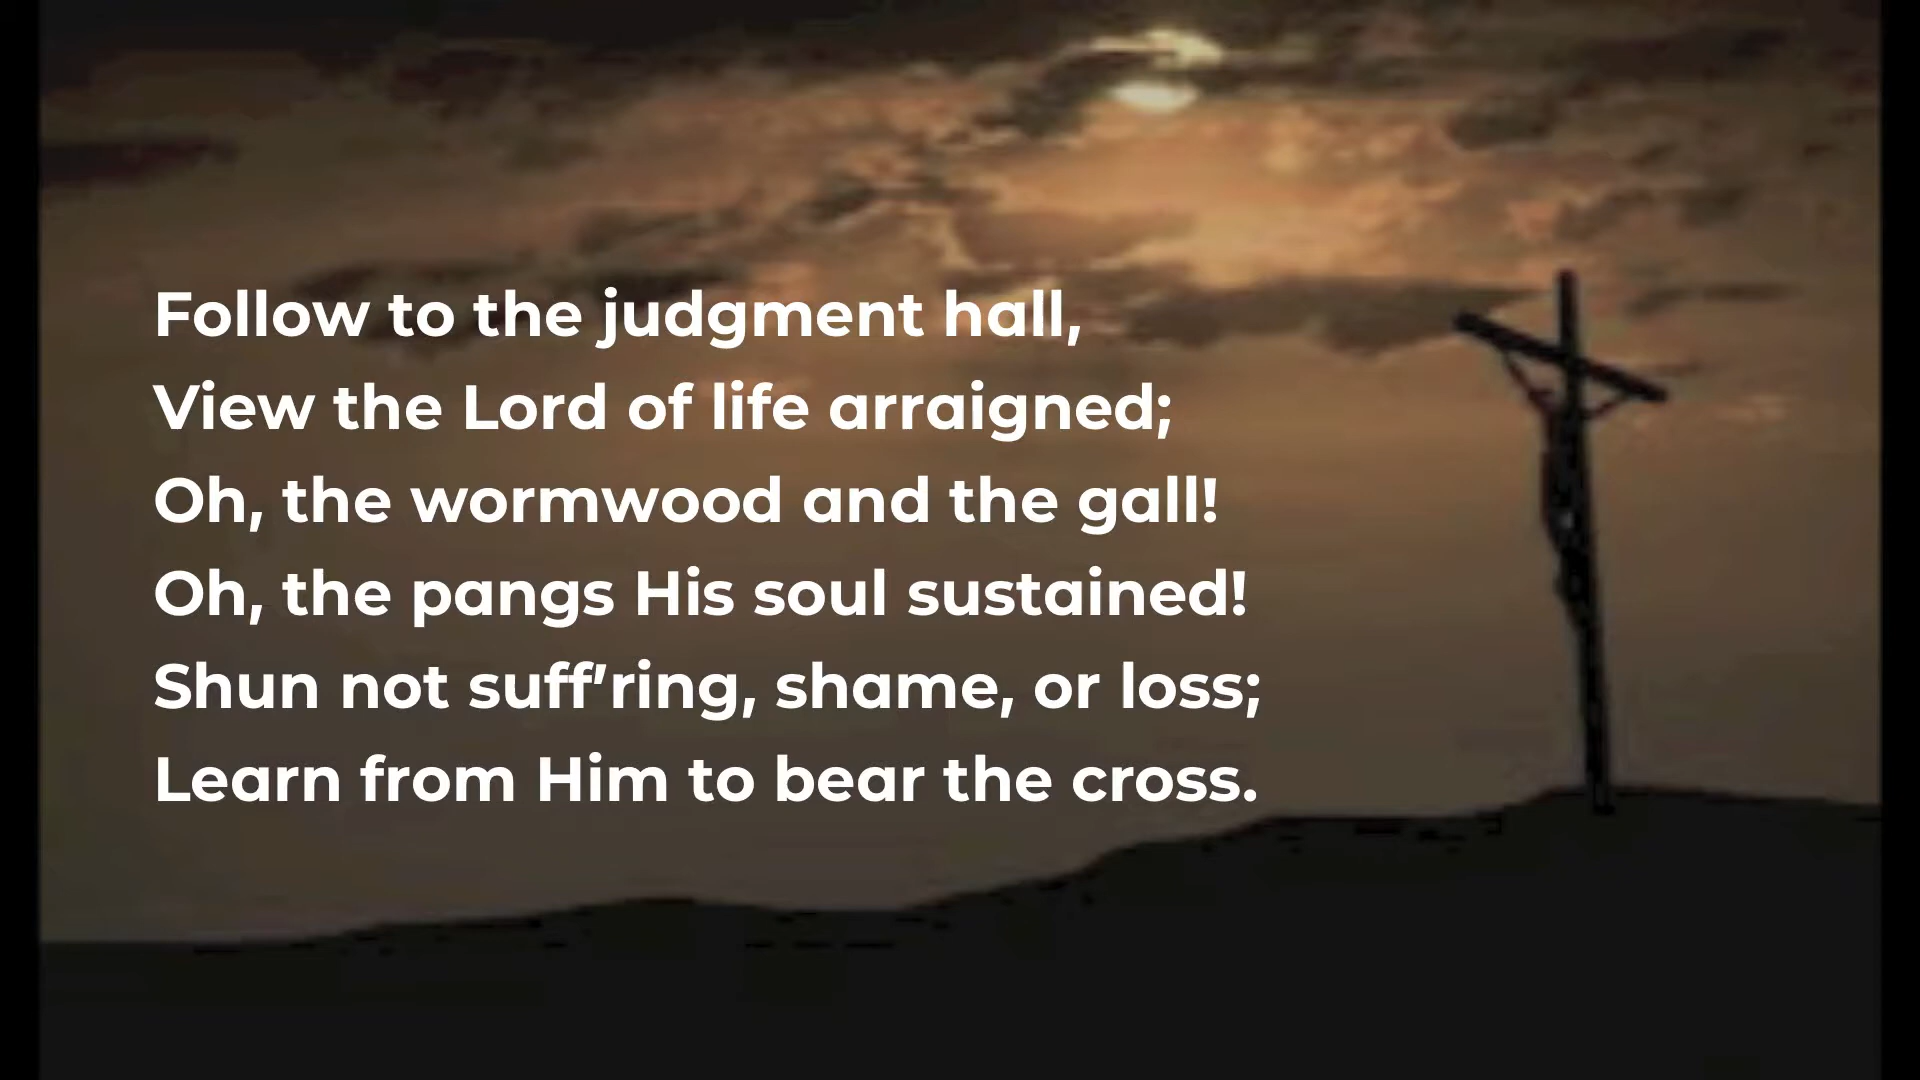 Follow to the judgment hall,
View the Lord of life arraigned;
Oh, the wormwood and the gall!
Oh, the pangs His soul sustained!
Shun not suff′ring, shame, or loss;
Learn from Him to bear the cross.